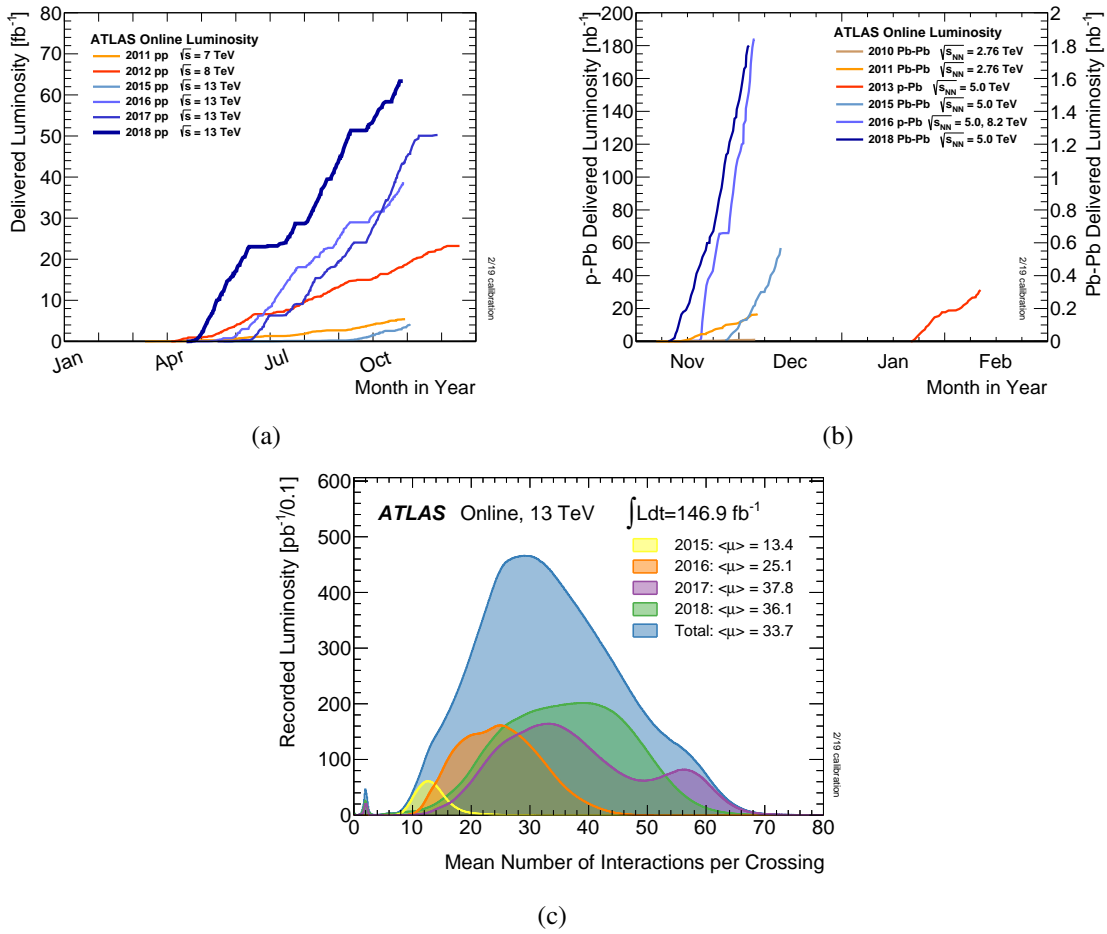 Delivered Luminosity [fb⁻¹]
80
70
60
50
40
30
20
10
0
ATLAS Online Luminosity
2011 pp √s = 7 TeV
2012 pp √s = 8 TeV
2015 pp √s = 13 TeV
2016 pp √s = 13 TeV
2017 pp √s = 13 TeV
2018 pp √s = 13 TeV
2/19 calibration
Jan Apr Jul Oct
Month in Year
(a)
p-Pb Delivered Luminosity [nb⁻¹]
200
180
160
140
120
100
80
60
40
20
0
ATLAS Online Luminosity
2010 Pb-Pb √sNN = 2.76 TeV
2011 Pb-Pb √sNN = 2.76 TeV
2013 p-Pb √sNN = 5.0 TeV
2015 Pb-Pb √sNN = 5.0 TeV
2016 p-Pb √sNN = 5.0, 8.2 TeV
2018 Pb-Pb √sNN = 5.0 TeV
2/19 calibration
2
1.8
1.6
1.4
1.2
1
0.8
0.6
0.4
0.2
0
Pb-Pb Delivered Luminosity [nb⁻¹]
Nov Dec Jan Feb
Month in Year
(b)
Recorded Luminosity [pb⁻¹/0.1]
600
500
400
300
200
100
0
ATLAS Online, 13 TeV ∫Ldt=146.9 fb⁻¹
2015: <μ> = 13.4
2016: <μ> = 25.1
2017: <μ> = 37.8
2018: <μ> = 36.1
Total: <μ> = 33.7
2/19 calibration
0 10 20 30 40 50 60 70 80
Mean Number of Interactions per Crossing
(c)